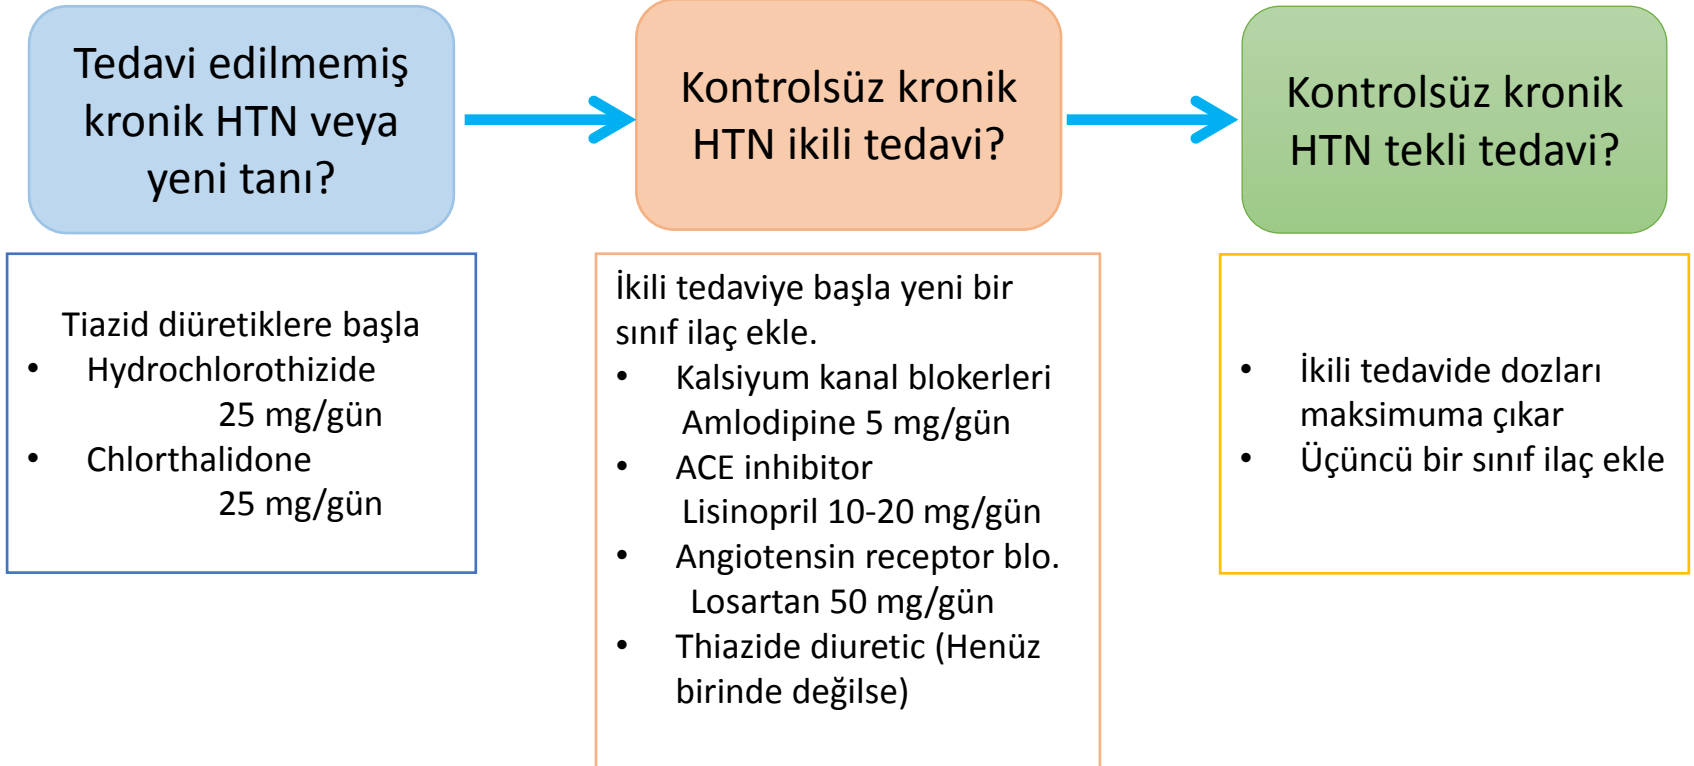 Tedavi edilmemiş
kronik HTN veya
yeni tanı?
Kontrolsüz kronik
HTN ikili tedavi?
Kontrolsüz kronik
HTN tekli tedavi?
Tiazid diüretiklere başla
• Hydrochlorothizide
25 mg/gün
• Chlorthalidone
25 mg/gün
İkili tedaviye başla yeni bir
sınıf ilaç ekle.
• Kalsiyum kanal blokerleri
Amlodipine 5 mg/gün
• ACE inhibitor
Lisinopril 10-20 mg/gün
• Angiotensin receptor blo.
Losartan 50 mg/gün
• Thiazide diuretic (Henüz
birinde değilse)
• İkili tedavide dozları
maksimuma çıkar
• Üçüncü bir sınıf ilaç ekle